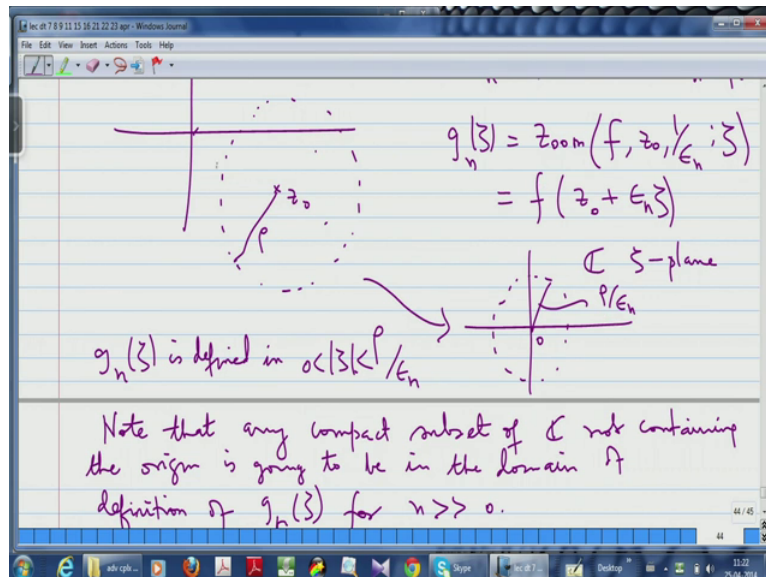 lec dt 7 8 9 11 15 16 21 22 23 apr - Windows Journal
File Edit View Insert Actions Tools Help
g_n(ζ) = zoom(f, z_0, 1/ϵ_n ; ζ)
= f(z_0 + ϵ_n ζ)
z_0
ρ
ℂ ζ-plane
ρ/ϵ_n
0
g_n(ζ) is defined in 0<|ζ|<ρ/ϵ_n
Note that any compact subset of ℂ not containing
the origin is going to be in the domain of
definition of g_n(ζ) for n >> 0.
44 / 45
44
adv cplx ...
Skype
lec dt 7 ...
Desktop
11:22
25-04-2014